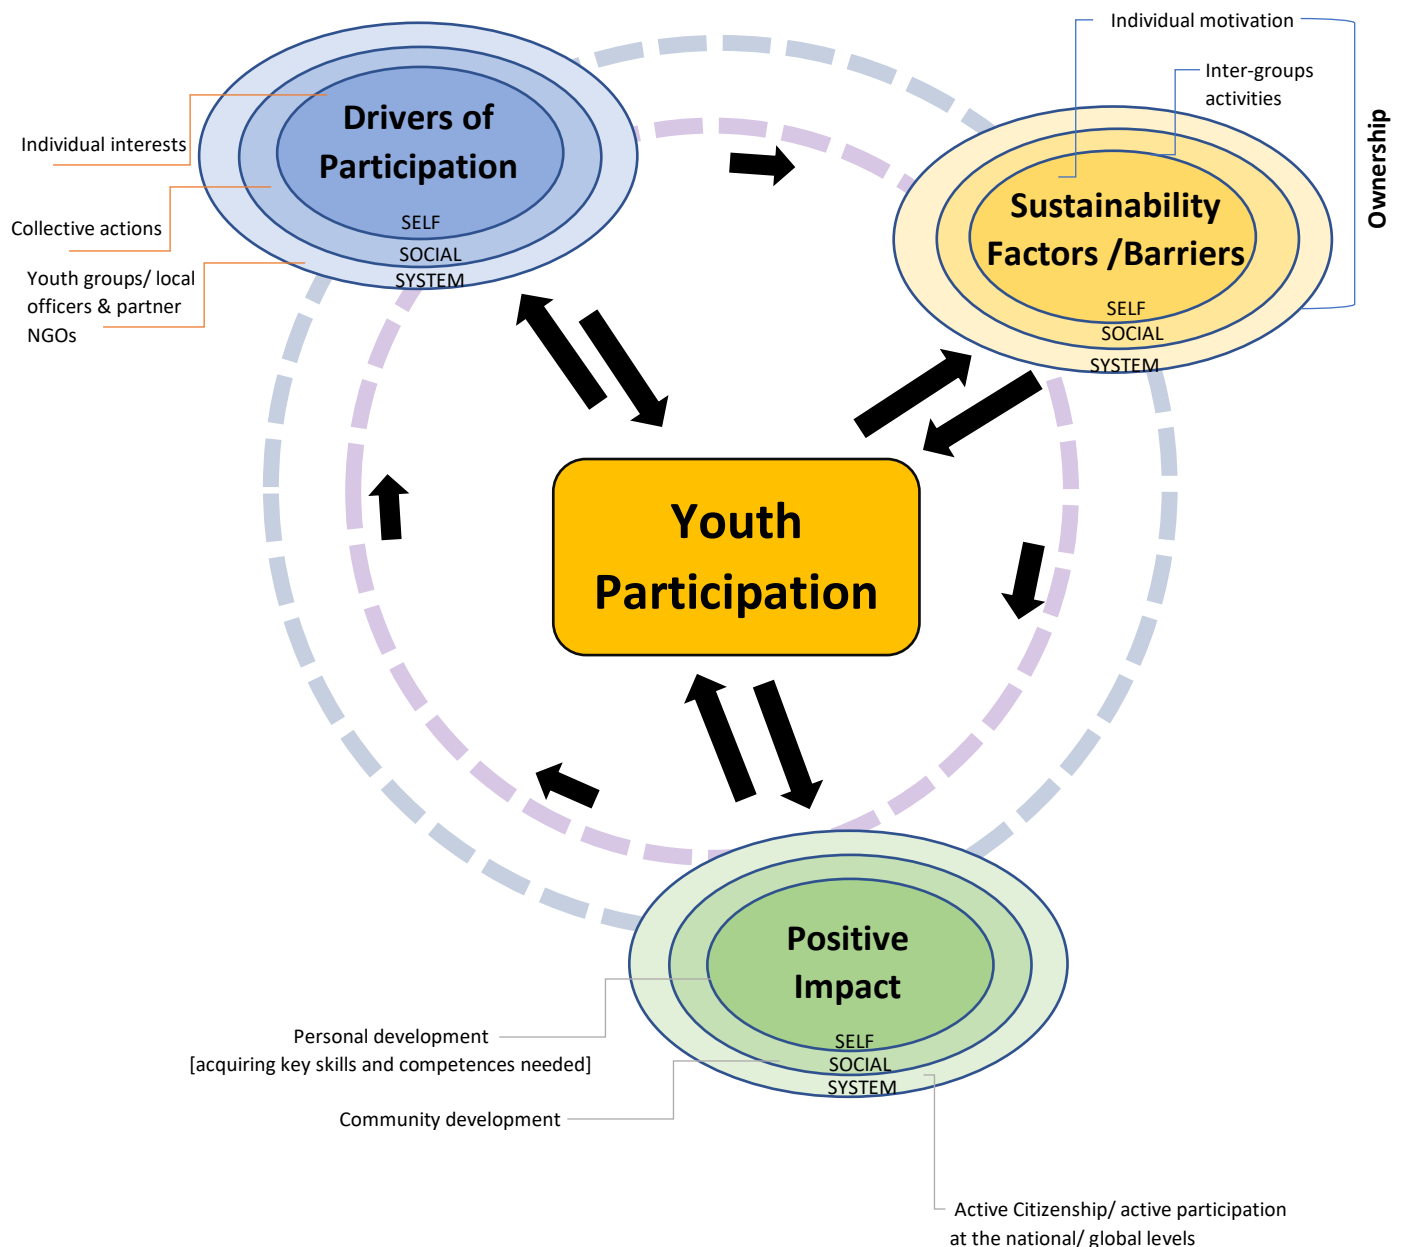 Individual motivation
Inter-groups
activities
Ownership
Drivers of
Participation
SELF
SOCIAL
SYSTEM
Individual interests
Collective actions
Youth groups/ local
officers & partner
NGOs
Sustainability
Factors /Barriers
SELF
SOCIAL
SYSTEM
Youth
Participation
Positive
Impact
SELF
SOCIAL
SYSTEM
Personal development
[acquiring key skills and competences needed]
Community development
Active Citizenship/ active participation
at the national/ global levels